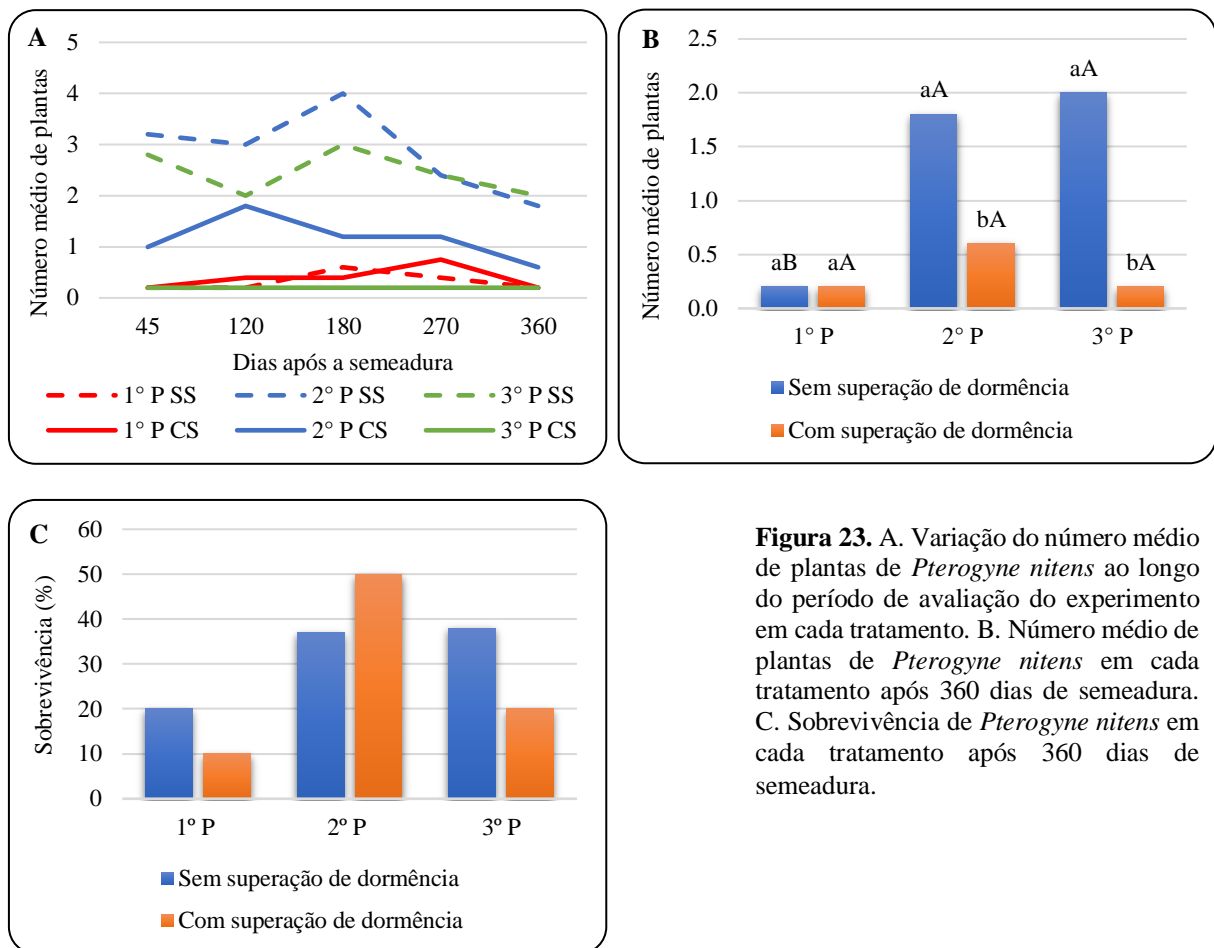 A
Número médio de plantas
5
4
3
2
1
0
45 120 180 270 360
Dias após a semeadura
1° P SS 2° P SS 3° P SS
1° P CS 2° P CS 3° P CS
B
Número médio de plantas
2.5
2.0
1.5
1.0
0.5
0.0
aB aA aA bA aA bA
1° P 2° P 3° P
Sem superação de dormência
Com superação de dormência
C
Sobrevivência (%)
60
50
40
30
20
10
0
1º P 2º P 3º P
Sem superação de dormência
Com superação de dormência
Figura 23. A. Variação do número médio
de plantas de Pterogyne nitens ao longo
do período de avaliação do experimento
em cada tratamento. B. Número médio de
plantas de Pterogyne nitens em cada
tratamento após 360 dias de semeadura.
C. Sobrevivência de Pterogyne nitens em
cada tratamento após 360 dias de
semeadura.